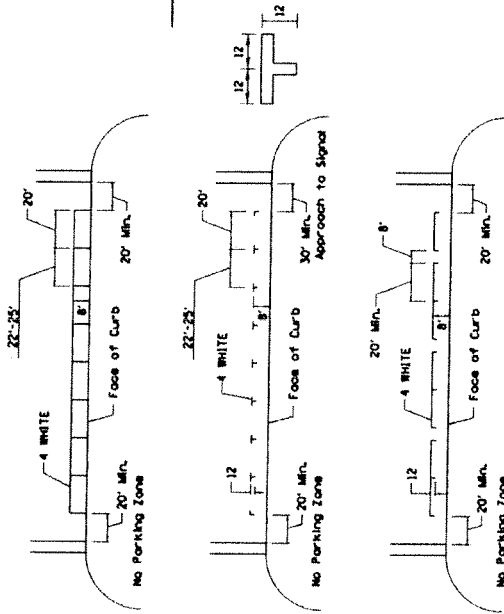 22'-25'
20'
4 WHITE
8'
Face of Curb
20' Min.
20' Min.
No Parking Zone
22'-25'
20'
4 WHITE
12
8'
Face of Curb
30' Min.
Approach to Signal
20' Min.
No Parking Zone
12
12
12
8'
20' Min.
4 WHITE
12
8'
Face of Curb
20' Min.
20' Min.
No Parking Zone